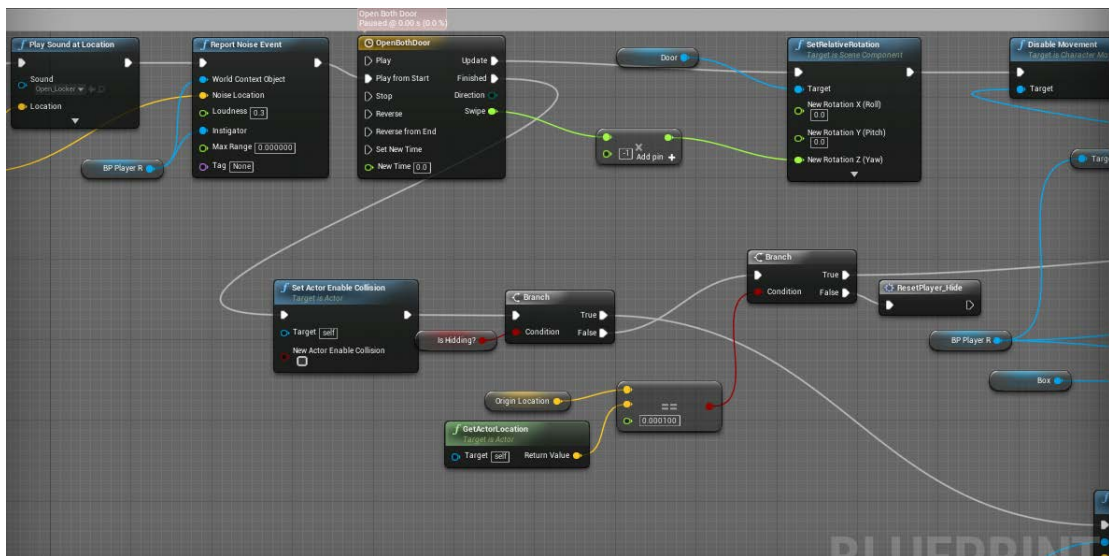 Open Both Door
Paused @ 0.00 s (0.0 %)
Play Sound at Location
Sound
Open_Locker
Location
Report Noise Event
World Context Object
Noise Location
Loudness 0.3
Instigator
Max Range 0.000000
Tag None
BP Player R
OpenBothDoor
Play
Update
Play from Start
Finished
Stop
Direction
Reverse
Swipe
Reverse from End
Set New Time
New Time 0.0
-1
Add pin +
Door
SetRelativeRotation
Target is Scene Component
Target
New Rotation X (Roll)
0.0
New Rotation Y (Pitch)
0.0
New Rotation Z (Yaw)
Disable Movement
Target is Character Mo
Target
Targ
Set Actor Enable Collision
Target is Actor
Target self
New Actor Enable Collision
Is Hidding?
Branch
True
Condition
False
Branch
True
Condition
False
ResetPlayer_Hide
BP Player R
Box
Origin Location
==
0.000100
GetActorLocation
Target is Actor
Target self
Return Value
BLUEPRINT